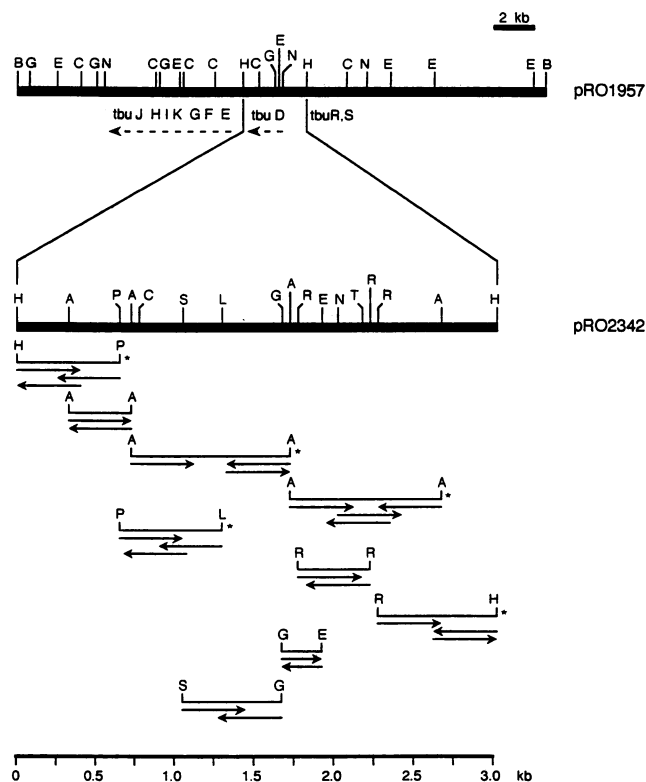 2 kb
E
G N
B G E C G N C G E C C H C H C N E E E B
pRO1957
tbu J H I K G F E tbu D tbuR,S
R
A
H A P A C S L G R E N T R A H
pRO2342
H P *
A A
A A *
A A *
P L *
R R
R H *
G E
S G
0 0.5 1.0 1.5 2.0 2.5 3.0 kb